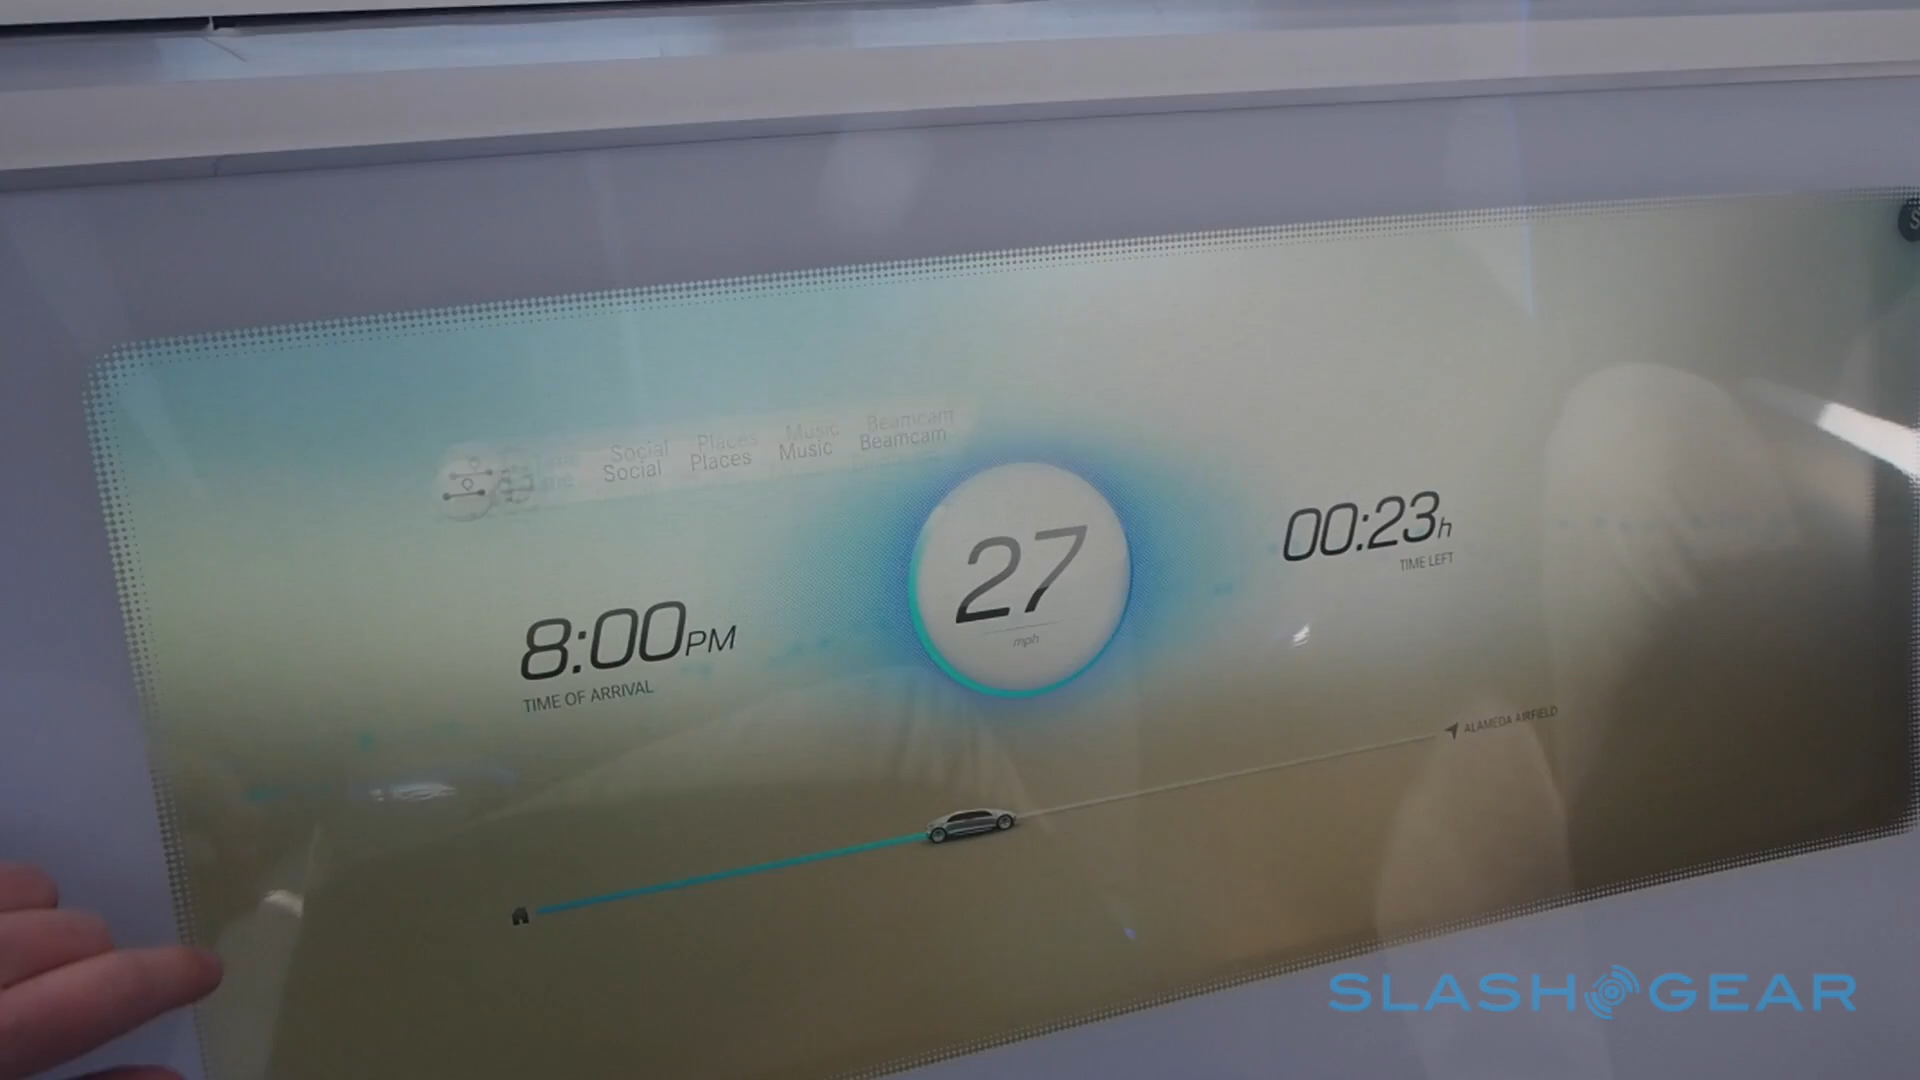 Social Places Music Beamcam
Social Places Music Beamcam
27
mph
00:23h
TIME LEFT
8:00PM
TIME OF ARRIVAL
ALAMEDA AIRFIELD
SLASHGEAR